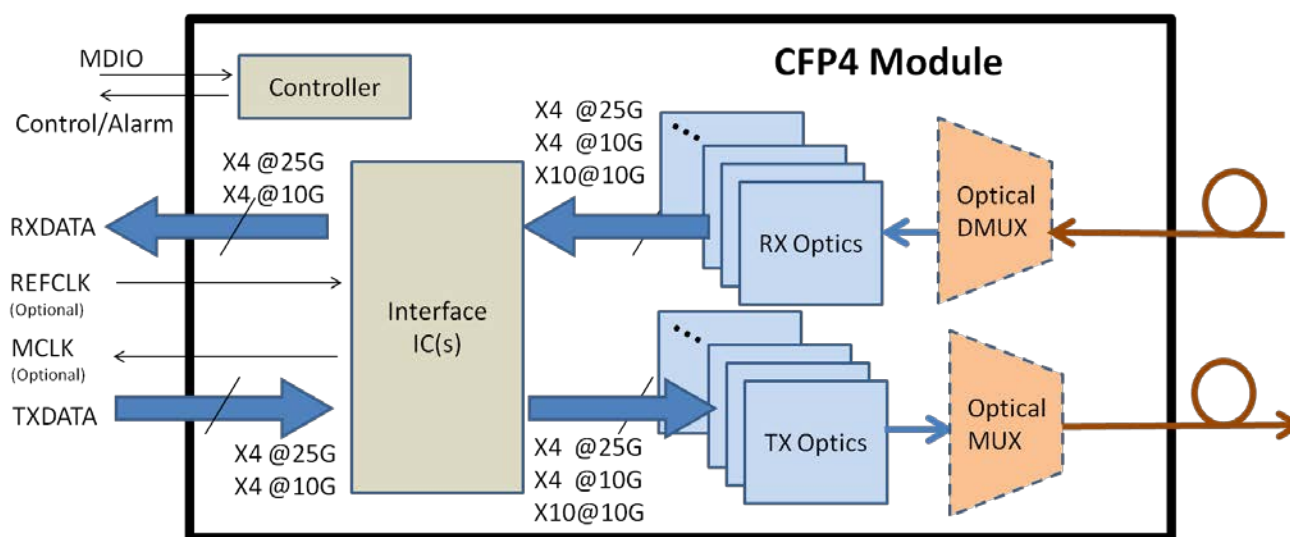 CFP4 Module
MDIO
Controller
Control/Alarm
X4 @25G
X4 @10G
X4 @25G
X4 @10G
X10@10G
Optical
DMUX
RXDATA
RX Optics
REFCLK
(Optional)
Interface
IC(s)
MCLK
(Optional)
TXDATA
Optical
MUX
TX Optics
X4 @25G
X4 @10G
X4 @25G
X4 @10G
X10@10G